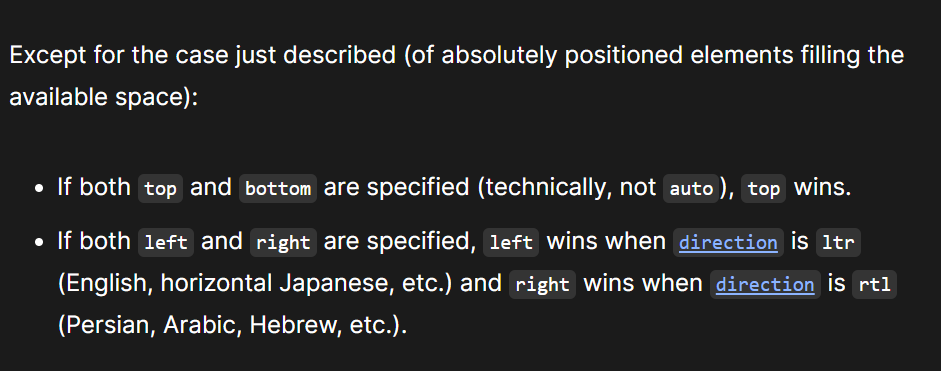 Except for the case just described (of absolutely positioned elements filling the
available space):
• If both top and bottom are specified (technically, not auto), top wins.
• If both left and right are specified, left wins when direction is ltr
(English, horizontal Japanese, etc.) and right wins when direction is rtl
(Persian, Arabic, Hebrew, etc.).